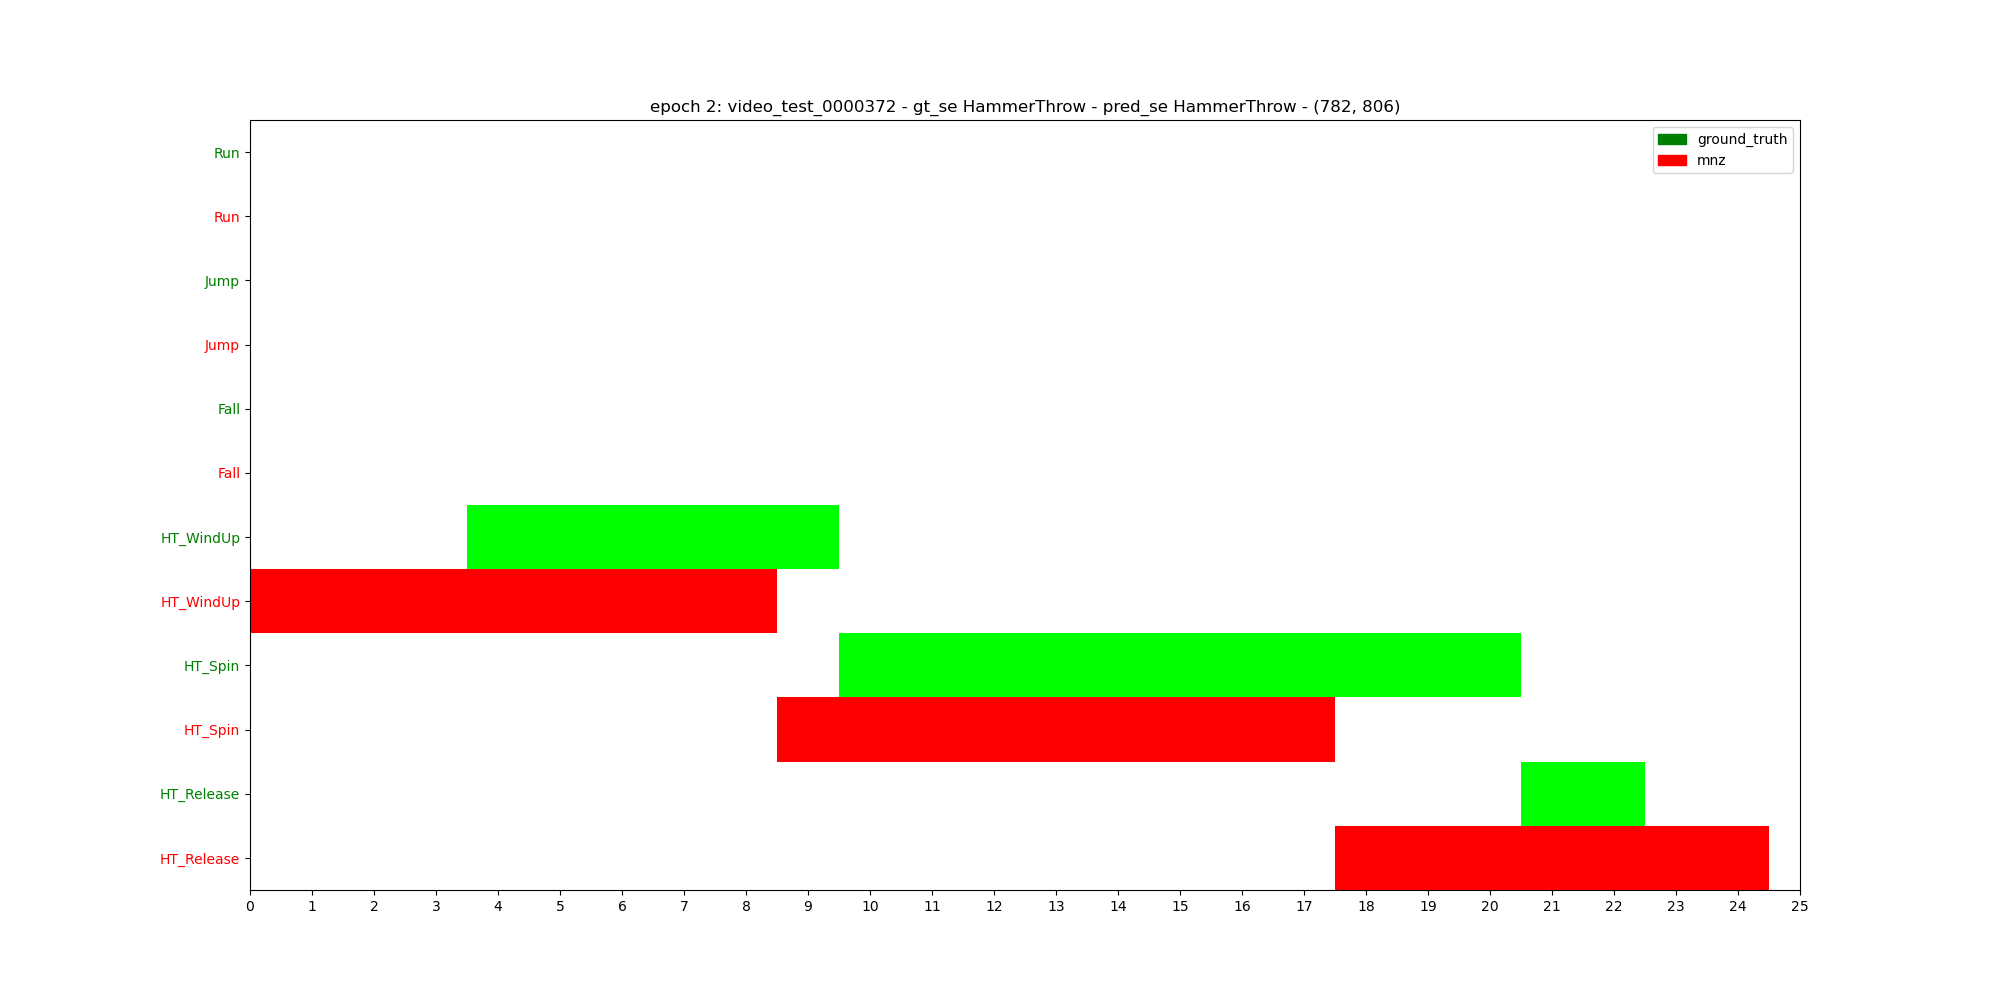 epoch 2: video_test_0000372 - gt_se HammerThrow - pred_se HammerThrow - (782, 806)
ground_truth
mnz
Run
Run
Jump
Jump
Fall
Fall
HT_WindUp
HT_WindUp
HT_Spin
HT_Spin
HT_Release
HT_Release
0 1 2 3 4 5 6 7 8 9 10 11 12 13 14 15 16 17 18 19 20 21 22 23 24 25